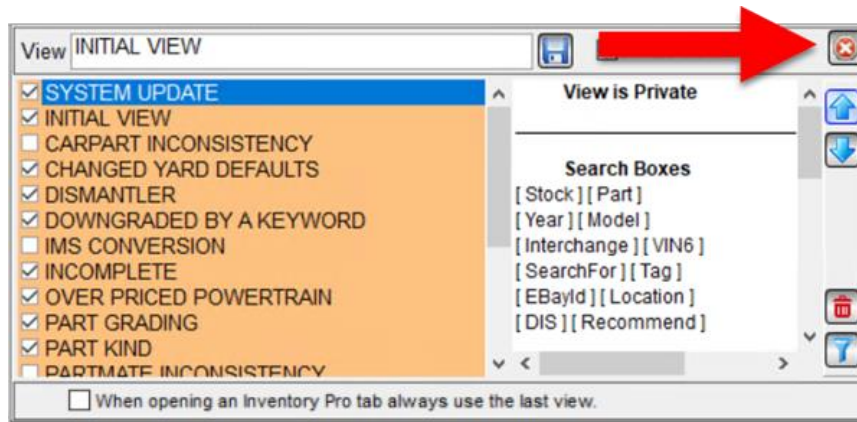 View INITIAL VIEW
SYSTEM UPDATE
INITIAL VIEW
CARPART INCONSISTENCY
CHANGED YARD DEFAULTS
DISMANTLER
DOWNGRADED BY A KEYWORD
IMS CONVERSION
INCOMPLETE
OVER PRICED POWERTRAIN
PART GRADING
PART KIND
PARTMATE INCONSISTENCY
View is Private
Search Boxes
[ Stock ] [ Part ]
[ Year ] [ Model ]
[ Interchange ] [ VIN6 ]
[ SearchFor ] [ Tag ]
[ EBayId ] [ Location ]
[ DIS ] [ Recommend ]
When opening an Inventory Pro tab always use the last view.